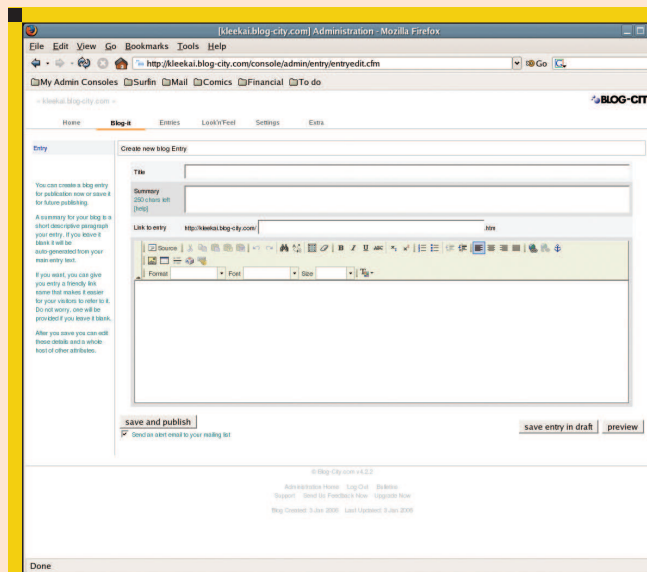 [kleekai.blog-city.com] Administration - Mozilla Firefox
File Edit View Go Bookmarks Tools Help
http://kleekai.blog-city.com/console/admin/entry/entryedit.cfm Go
My Admin Consoles Surfin Mail Comics Financial To do
« kleekai.blog-city.com »
BLOG-CIT
Home Blog-it Entries Look'n'Feel Settings Extra
Entry
Create new blog Entry
You can create a blog entry
for publication now or save it
for future publishing.
A summary for your blog is a
short descriptive paragraph
your entry. If you leave it
blank it will be
auto-generated from your
main entry text.
If you want, you can give
you entry a friendly link
name that makes it easier
for your visitors to refer to it.
Do not worry, one will be
provided if you leave it blank.
After you save you can edit
these details and a whole
host of other attributes.
Title
Summary
250 chars left
[help]
Link to entry http://kleekai.blog-city.com/ .htm
Source
Format Font Size
save and publish
Send an alert email to your mailing list
save entry in draft preview
© Blog-City.com v4.2.2
Administration Home Log Out Bulletins
Support Send Us Feedback Now Upgrade Now
Done